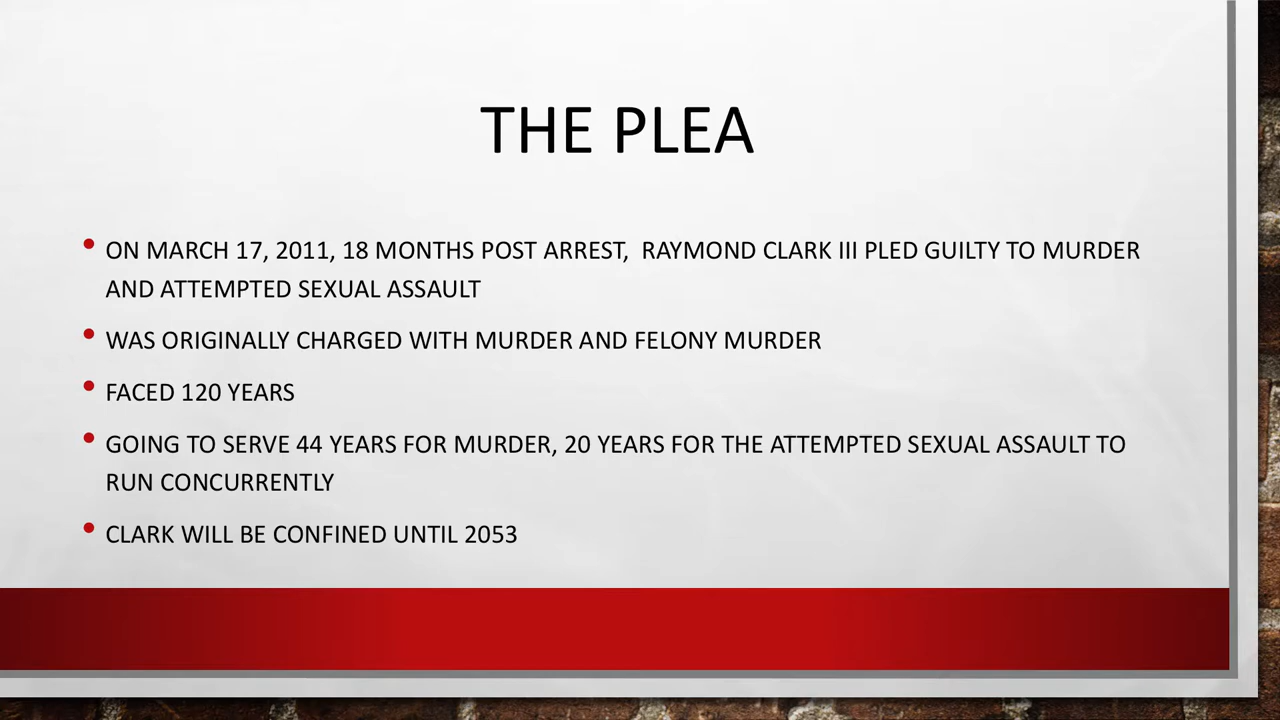 THE PLEA
• ON MARCH 17, 2011, 18 MONTHS POST ARREST,  RAYMOND CLARK III PLED GUILTY TO MURDER
AND ATTEMPTED SEXUAL ASSAULT
• WAS ORIGINALLY CHARGED WITH MURDER AND FELONY MURDER
• FACED 120 YEARS
• GOING TO SERVE 44 YEARS FOR MURDER, 20 YEARS FOR THE ATTEMPTED SEXUAL ASSAULT TO
RUN CONCURRENTLY
• CLARK WILL BE CONFINED UNTIL 2053